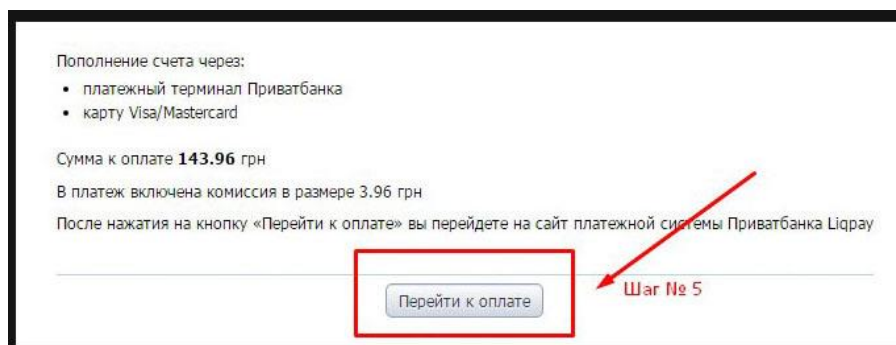 Пополнение счета через:
• платежный терминал Приватбанка
• карту Visa/Mastercard
Сумма к оплате 143.96 грн
В платеж включена комиссия в размере 3.96 грн
После нажатия на кнопку «Перейти к оплате» вы перейдете на сайт платежной системы Приватбанка Liqpay
Шаг № 5
Перейти к оплате